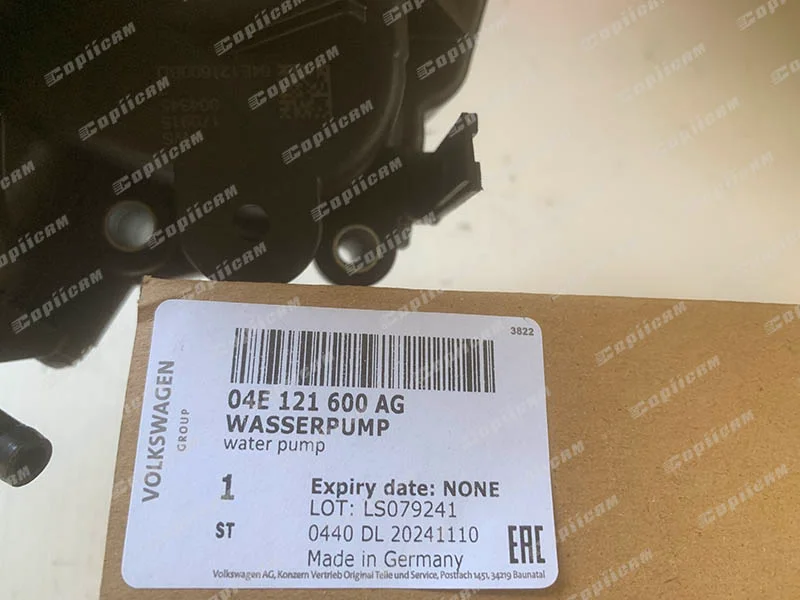 Copiicam
3822
VOLKSWAGEN
GROUP
04E 121 600 AG
WASSERPUMP
water pump
1
ST
Expiry date: NONE
LOT: LS079241
0440 DL 20241110
Made in Germany
EAC
Volkswagen AG, Konzern Vertrieb Original Teile und Service, Postfach 1451, 34219 Baunatal